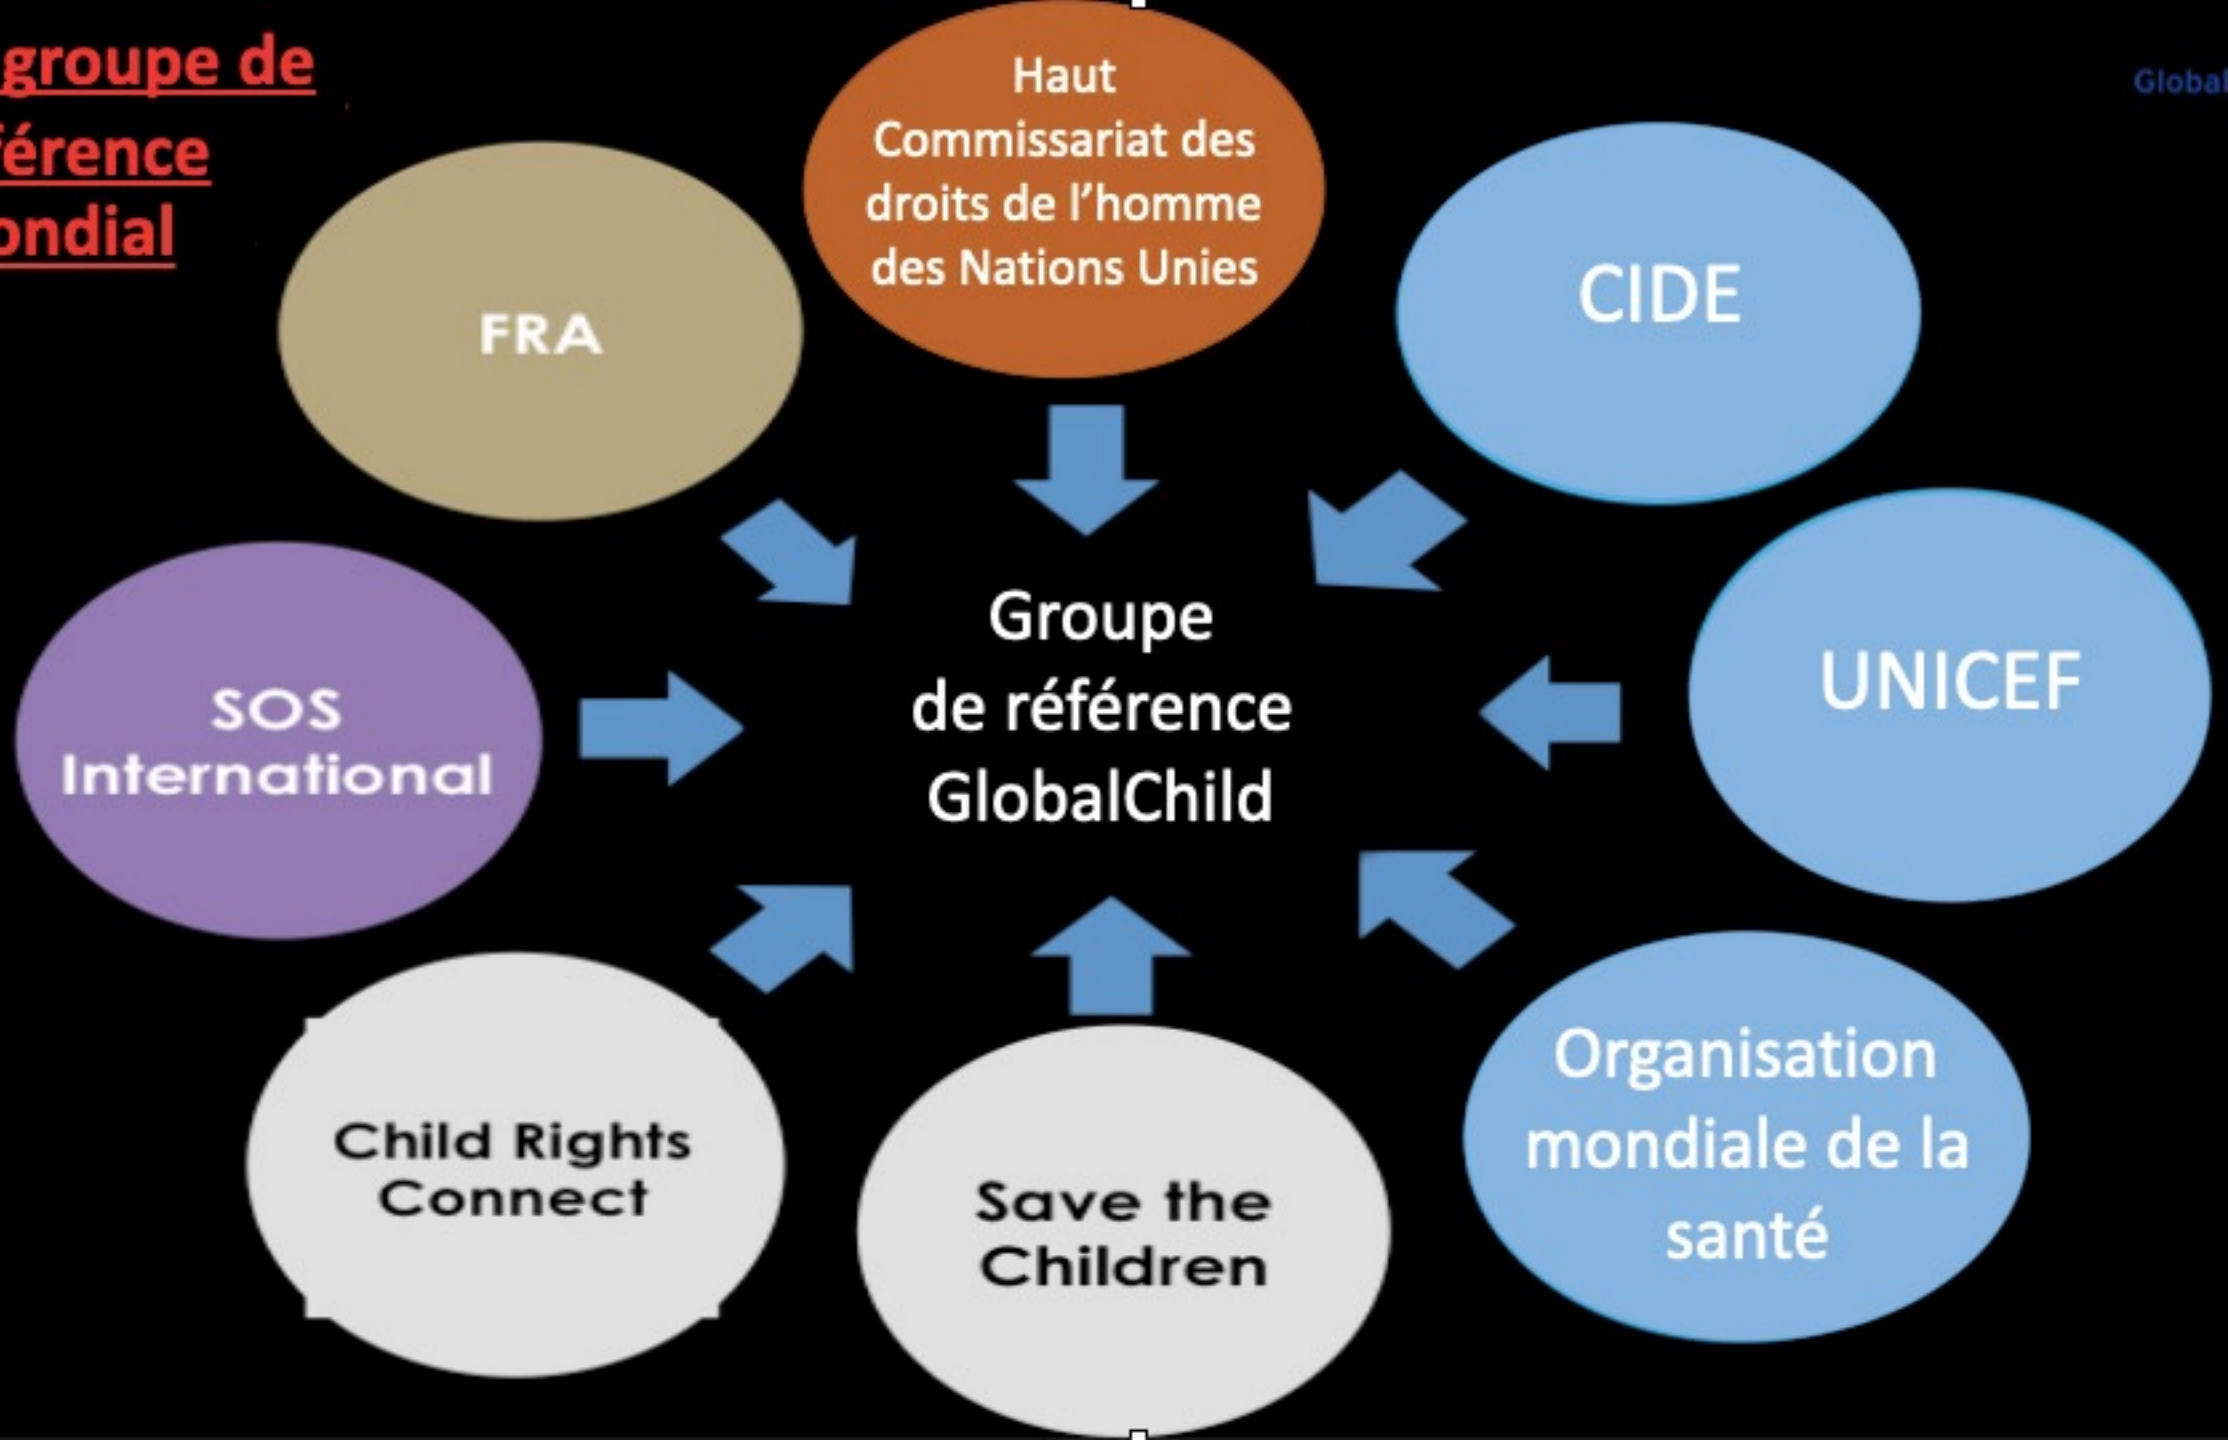 groupe de
férence
ondial
Global
Haut
Commissariat des
droits de l’homme
des Nations Unies
FRA
CIDE
SOS
International
Groupe
de référence
GlobalChild
UNICEF
Child Rights
Connect
Save the
Children
Organisation
mondiale de la
santé